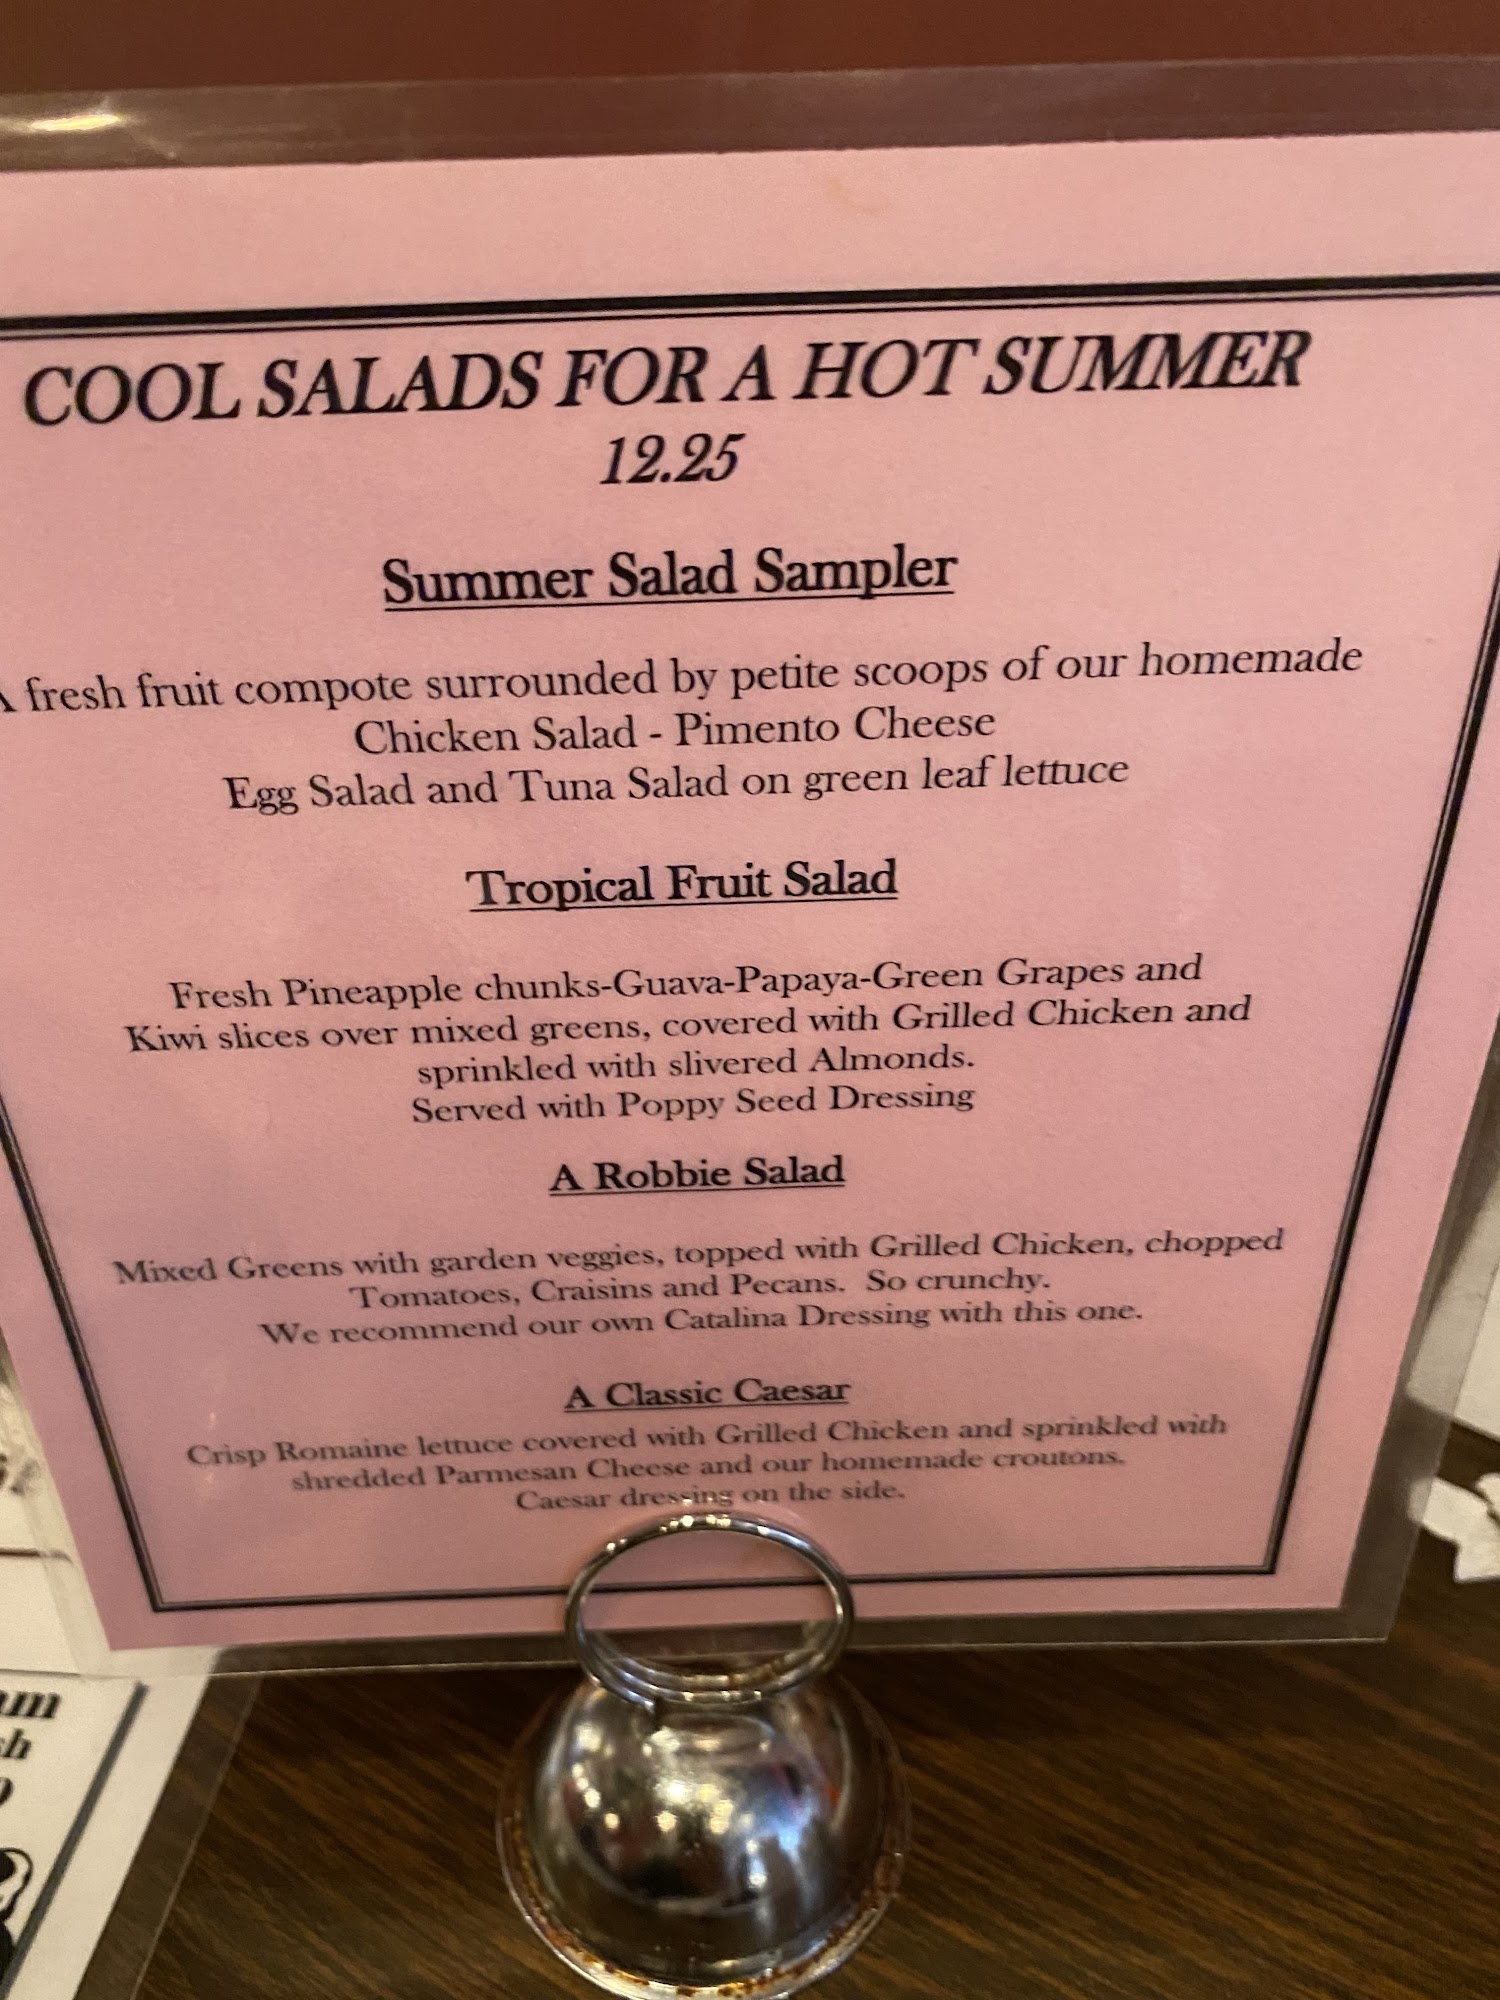 COOL SALADS FOR A HOT SUMMER
12.25
Summer Salad Sampler
A fresh fruit compote surrounded by petite scoops of our homemade
Chicken Salad - Pimento Cheese
Egg Salad and Tuna Salad on green leaf lettuce
Tropical Fruit Salad
Fresh Pineapple chunks-Guava-Papaya-Green Grapes and
Kiwi slices over mixed greens, covered with Grilled Chicken and
sprinkled with slivered Almonds.
Served with Poppy Seed Dressing
A Robbie Salad
Mixed Greens with garden veggies, topped with Grilled Chicken, chopped
Tomatoes, Craisins and Pecans. So crunchy.
We recommend our own Catalina Dressing with this one.
A Classic Caesar
Crisp Romaine lettuce covered with Grilled Chicken and sprinkled with
shredded Parmesan Cheese and our homemade croutons.
Caesar dressing on the side.